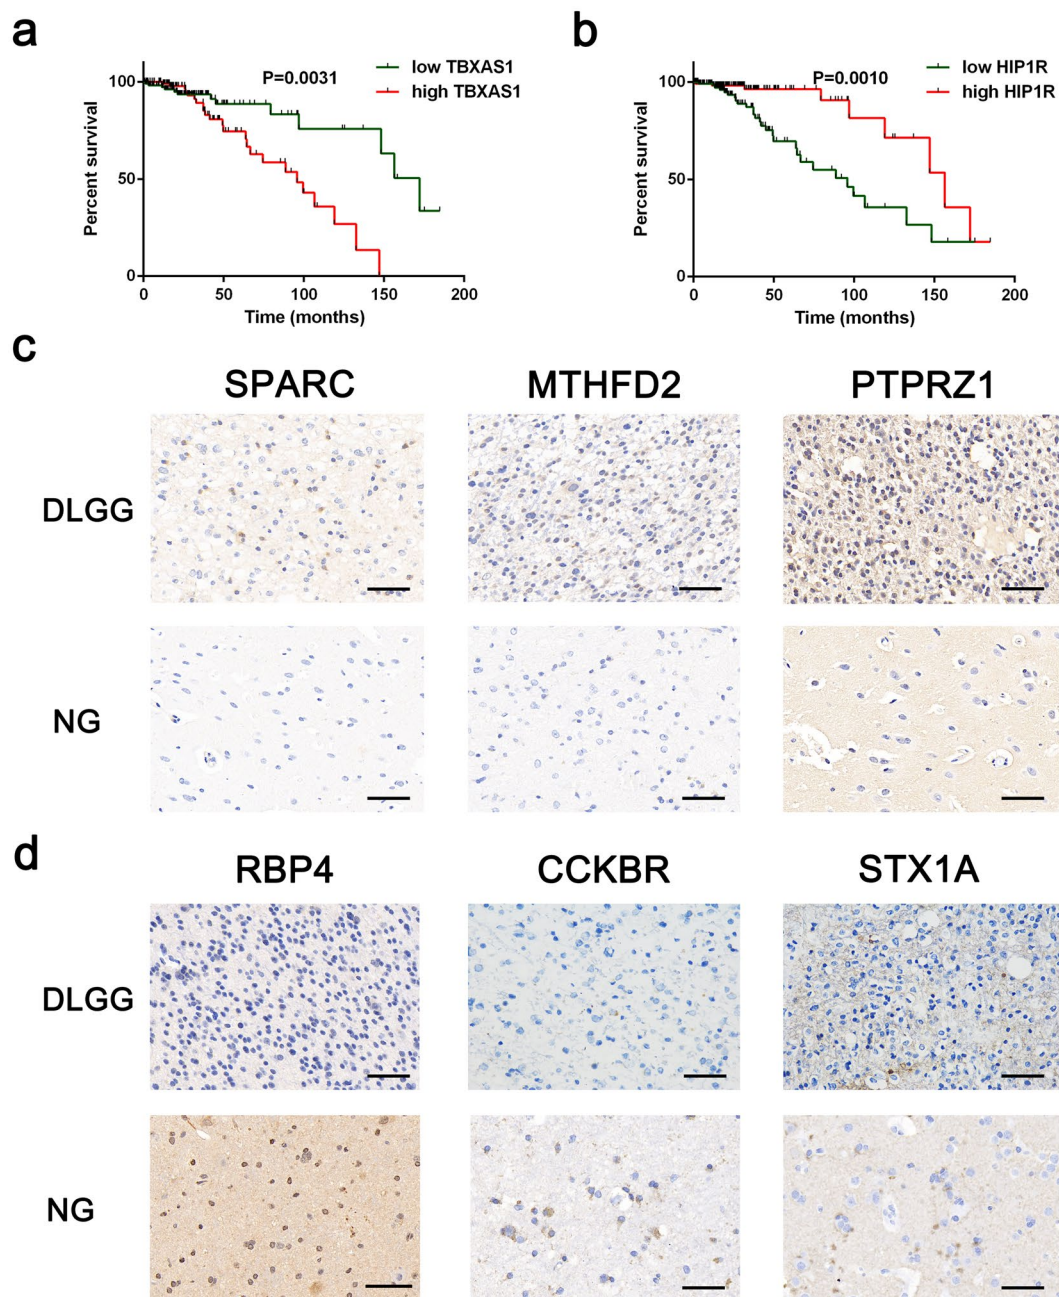 a
P=0.0031
low TBXAS1
high TBXAS1
Percent survival
100
50
0
0 50 100 150 200
Time (months)
b
P=0.0010
low HIP1R
high HIP1R
Percent survival
100
50
0
0 50 100 150 200
Time (months)
c
SPARC MTHFD2 PTPRZ1
DLGG
NG
d
RBP4 CCKBR STX1A
DLGG
NG